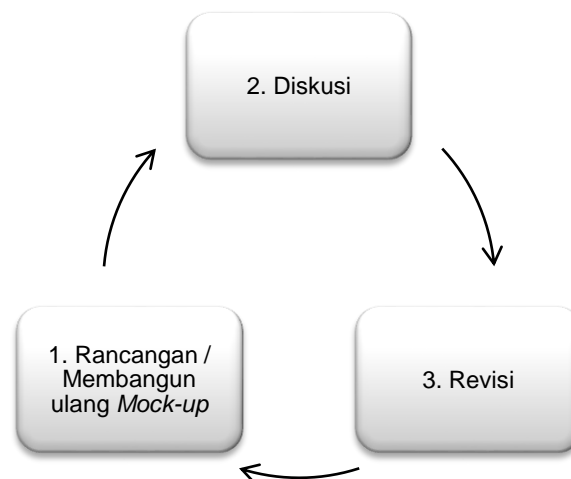 2. Diskusi
1. Rancangan /
Membangun
ulang Mock-up
3. Revisi